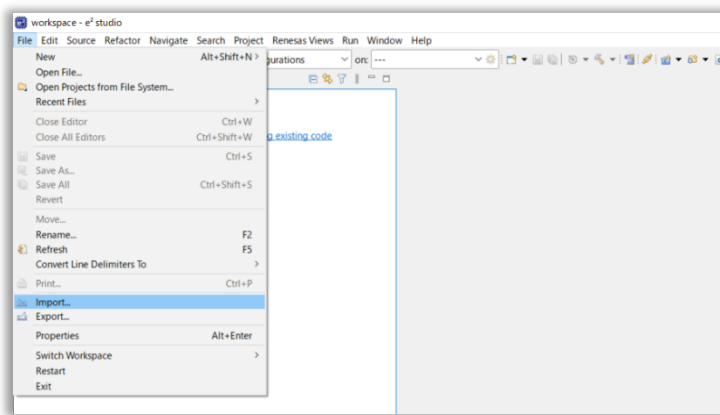 workspace - e² studio
File Edit Source Refactor Navigate Search Project Renesas Views Run Window Help
New Alt+Shift+N >
gurations on: ---
Open File...
Open Projects from File System...
Recent Files >
Close Editor Ctrl+W
Close All Editors Ctrl+Shift+W
g existing code
Save Ctrl+S
Save As...
Save All Ctrl+Shift+S
Revert
Move...
Rename... F2
Refresh F5
Convert Line Delimiters To >
Print... Ctrl+P
Import...
Export...
Properties Alt+Enter
Switch Workspace >
Restart
Exit